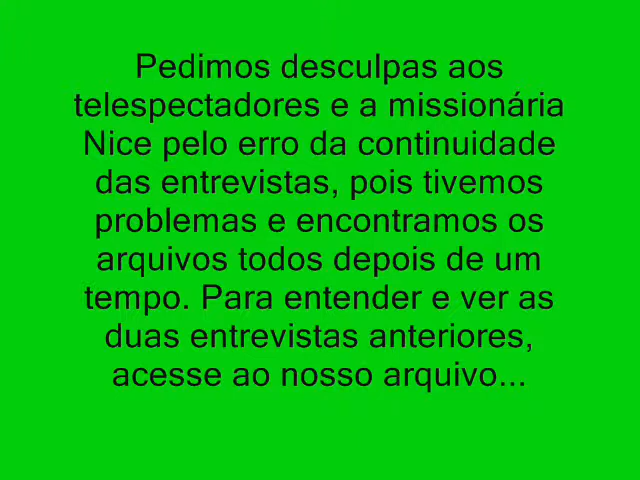 Pedimos desculpas aos
telespectadores e a missionária
Nice pelo erro da continuidade
das entrevistas, pois tivemos
problemas e encontramos os
arquivos todos depois de um
tempo. Para entender e ver as
duas entrevistas anteriores,
acesse ao nosso arquivo...